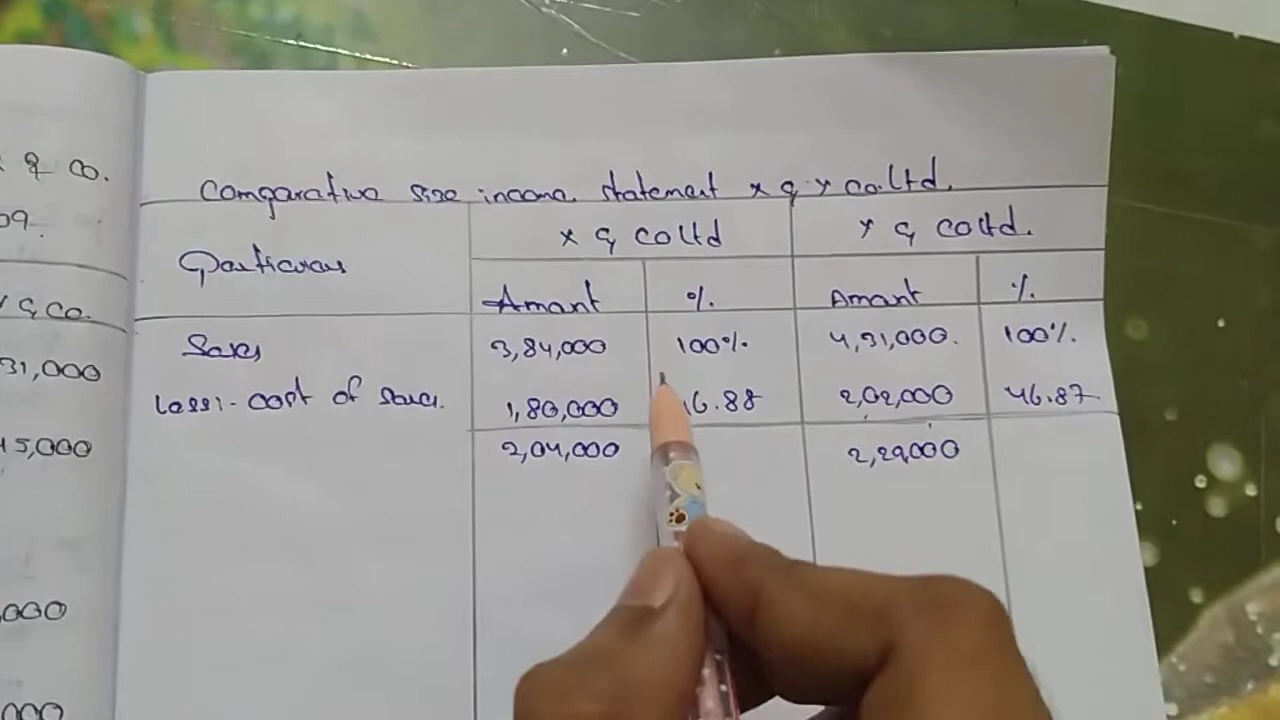 & co.
09.
& co.
31,000
15,000
,000
000
Comparative size income statement x & y co.Ltd.
Particulars
x & co Ltd
y & co Ltd.
Amant
%
Amant
%
Sales
3,84,000
100%
4,31,000.
100%
Less:- cost of sales.
1,80,000
6.88
2,02,000
46.87
2,04,000
2,29,000